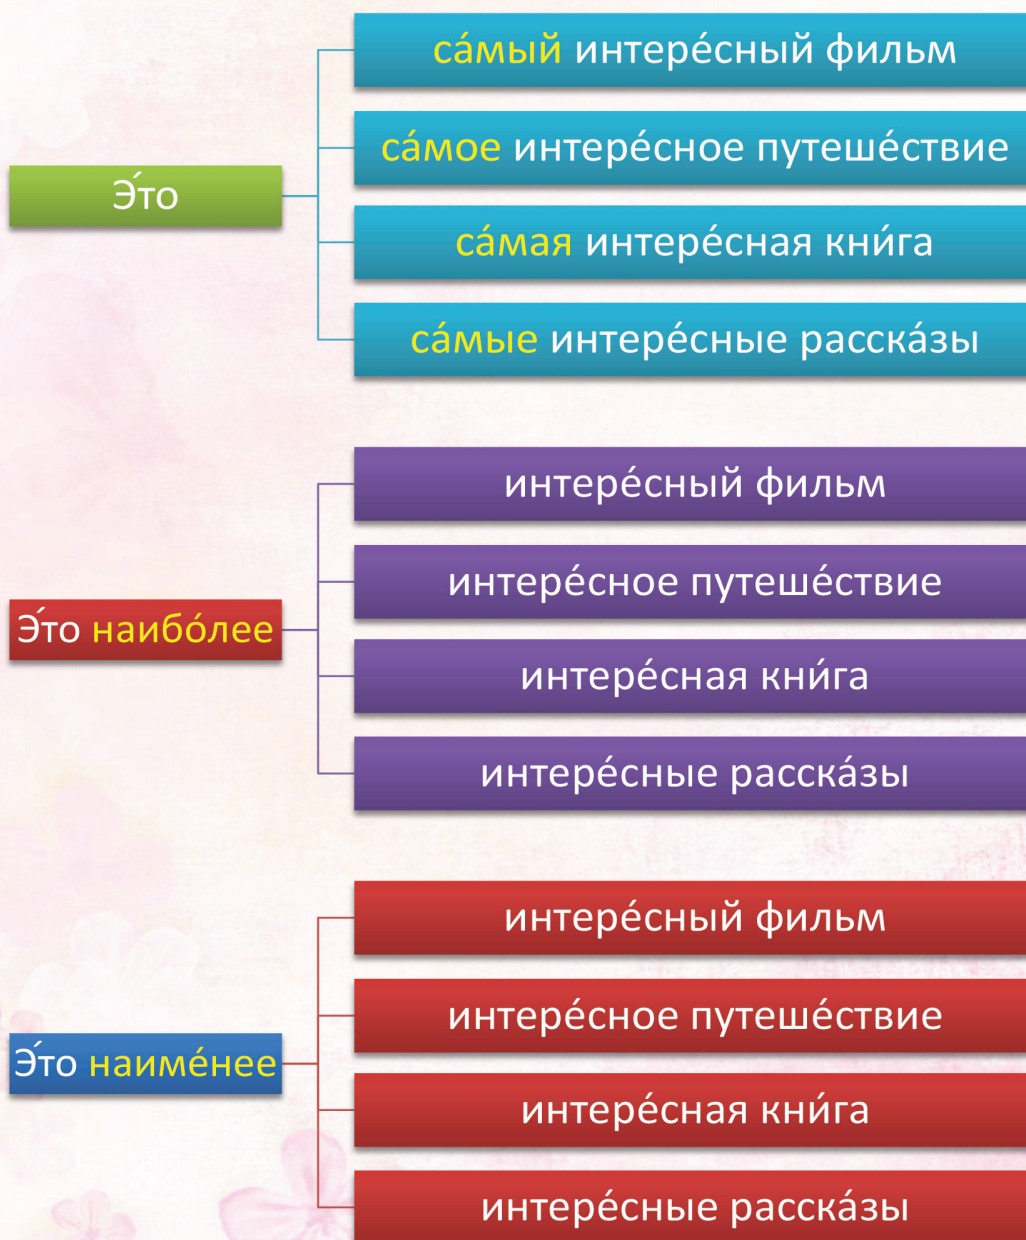 Э́то
са́мый интере́сный фильм
са́мое интере́сное путеше́ствие
са́мая интере́сная кни́га
са́мые интере́сные расска́зы
Э́то наибо́лее
интере́сный фильм
интере́сное путеше́ствие
интере́сная кни́га
интере́сные расска́зы
Э́то наиме́нее
интере́сный фильм
интере́сное путеше́ствие
интере́сная кни́га
интере́сные расска́зы